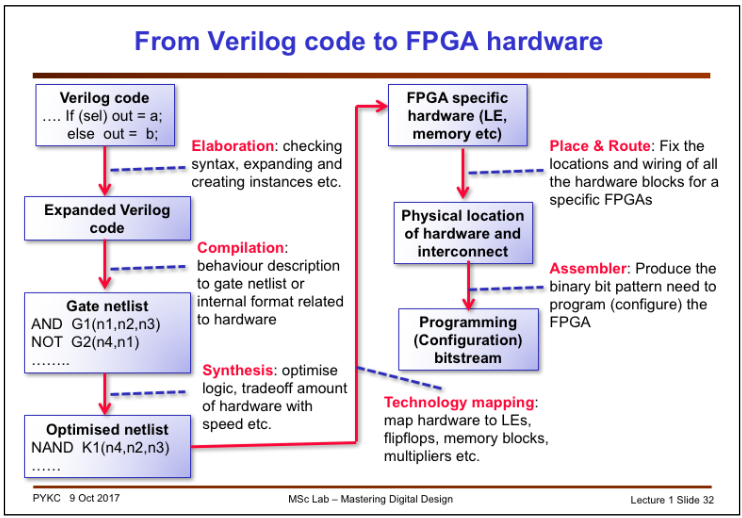 From Verilog code to FPGA hardware
Verilog code
.... If (sel) out = a;
else out = b;
Elaboration: checking
syntax, expanding and
creating instances etc.
Expanded Verilog
code
Compilation:
behaviour description
to gate netlist or
internal format related
to hardware
Gate netlist
AND G1(n1,n2,n3)
NOT G2(n4,n1)
........
Synthesis: optimise
logic, tradeoff amount
of hardware with
speed etc.
Optimised netlist
NAND K1(n4,n2,n3)
......
Technology mapping:
map hardware to LEs,
flipflops, memory blocks,
multipliers etc.
FPGA specific
hardware (LE,
memory etc)
Place & Route: Fix the
locations and wiring of all
the hardware blocks for a
specific FPGAs
Physical location
of hardware and
interconnect
Assembler: Produce the
binary bit pattern need to
program (configure) the
FPGA
Programming
(Configuration)
bitstream
PYKC 9 Oct 2017
MSc Lab – Mastering Digital Design
Lecture 1 Slide 32